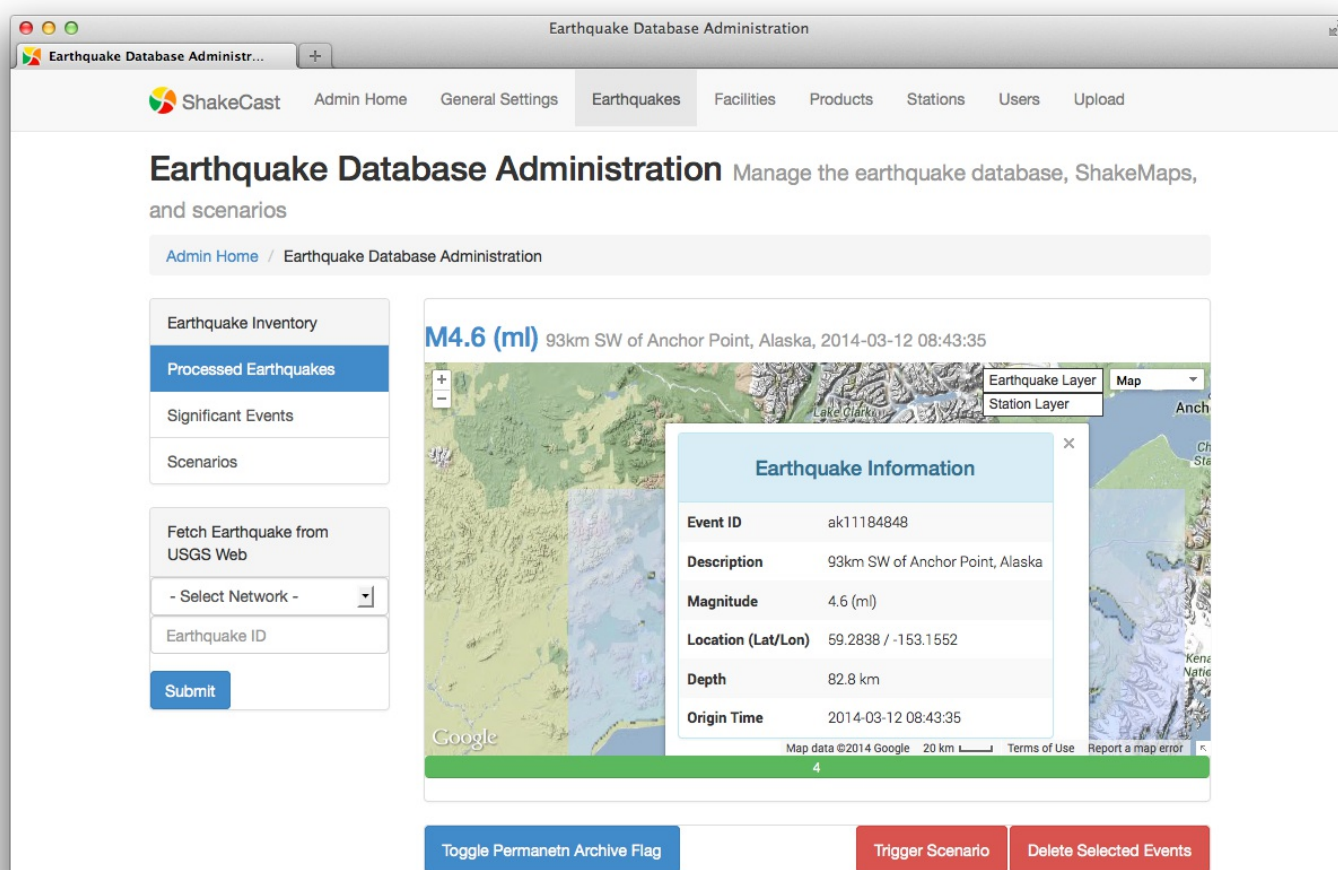 Earthquake Database Administration
Earthquake Database Administr...
+
ShakeCast Admin Home General Settings Earthquakes Facilities Products Stations Users Upload
Earthquake Database Administration Manage the earthquake database, ShakeMaps,
and scenarios
Admin Home / Earthquake Database Administration
Earthquake Inventory
Processed Earthquakes
Significant Events
Scenarios
Fetch Earthquake from
USGS Web
- Select Network -
Earthquake ID
Submit
M4.6 (ml) 93km SW of Anchor Point, Alaska, 2014-03-12 08:43:35
+
−
Earthquake Layer
Station Layer
Map
Lake Clark
Anch
Ch
Sta
Earthquake Information
×
Event ID ak11184848
Description 93km SW of Anchor Point, Alaska
Magnitude 4.6 (ml)
Location (Lat/Lon) 59.2838 / -153.1552
Depth 82.8 km
Origin Time 2014-03-12 08:43:35
Kena
Natio
Google
Map data ©2014 Google 20 km Terms of Use Report a map error
4
Toggle Permanetn Archive Flag
Trigger Scenario
Delete Selected Events